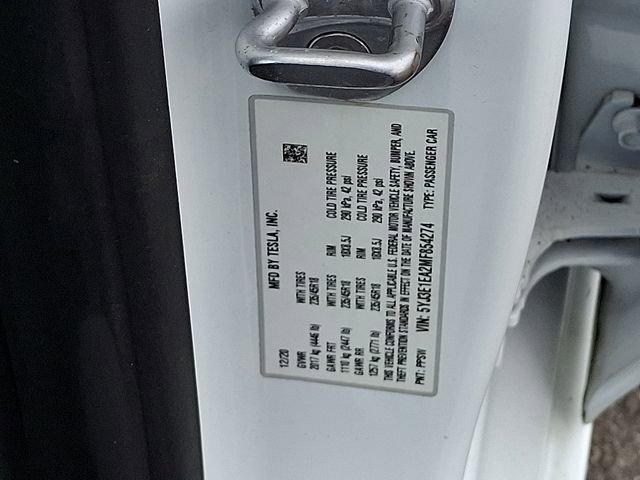 MFD BY TESLA, INC.
12/20
GVWR WITH TIRES RIM COLD TIRE PRESSURE
2017 kg (4446 lb) 235/45R18 18X8.5J 290 kPa, 42 psi
GAWR FRT WITH TIRES RIM COLD TIRE PRESSURE
1110 kg (2447 lb) 235/45R18 18X8.5J 290 kPa, 42 psi
GAWR RR WITH TIRES
1257 kg (2771 lb) 235/45R18
THIS VEHICLE CONFORMS TO ALL APPLICABLE U.S. FEDERAL MOTOR VEHICLE SAFETY, BUMPER, AND
THEFT PREVENTION STANDARDS IN EFFECT ON THE DATE OF MANUFACTURE SHOWN ABOVE.
PNT: PPSW VIN: 5YJ3E1EA2MF854274 TYPE: PASSENGER CAR